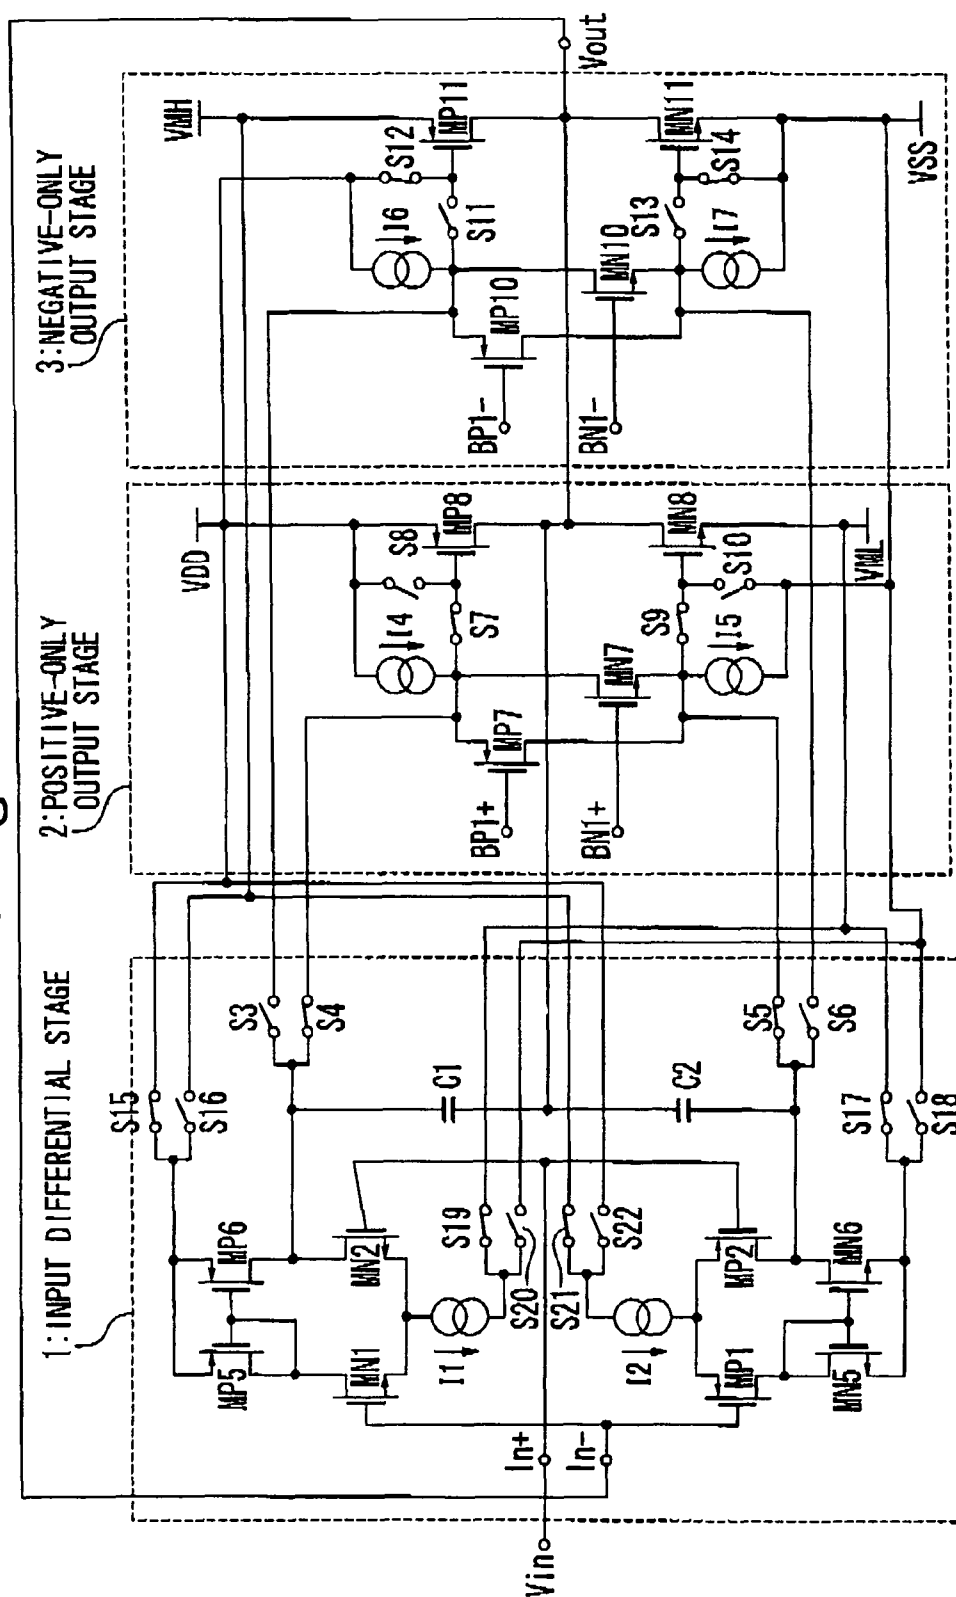 1:INPUT DIFFERENTIAL STAGE
2:POSITIVE-ONLY
OUTPUT STAGE
3:NEGATIVE-ONLY
OUTPUT STAGE
Vin
In+
In-
MP5
MP6
MN1
MN2
I1
I2
MP1
MP2
MN5
MN6
S15
S16
S19
S20
S21
S22
S17
S18
C1
C2
S3
S4
S5
S6
VDD
BP1+
BN1+
MP7
MN7
I4
I5
S7
S8
S9
S10
MP8
MN8
VML
VMH
BP1-
BN1-
MP10
MN10
I6
I7
S11
S12
S13
S14
MP11
MN11
VSS
Vout